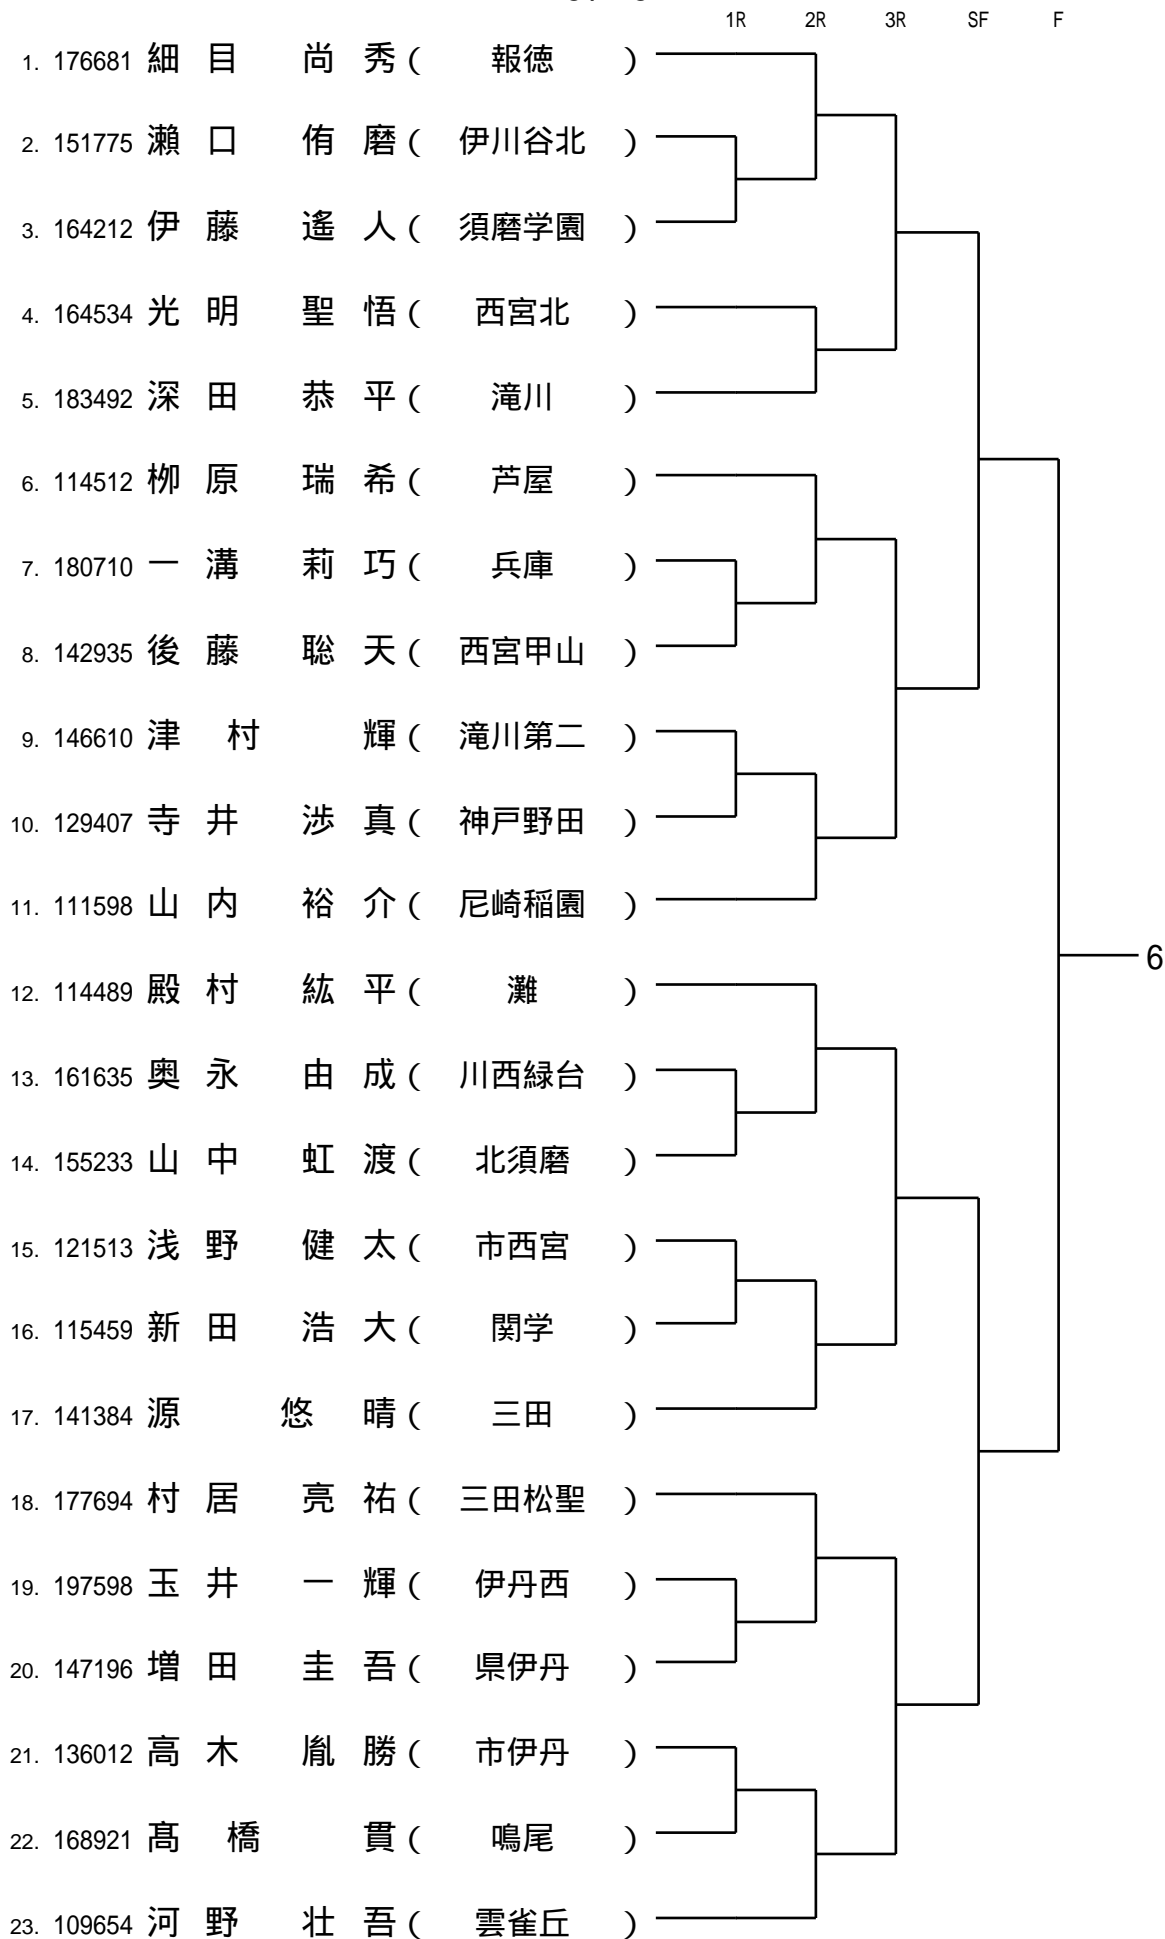 1R 2R 3R SF F
1. 176681 細目 尚秀 ( 報徳 )
2. 151775 瀬口 侑磨 ( 伊川谷北 )
3. 164212 伊藤 遙人 ( 須磨学園 )
4. 164534 光明 聖悟 ( 西宮北 )
5. 183492 深田 恭平 ( 滝川 )
6. 114512 栁原 瑞希 ( 芦屋 )
7. 180710 一溝 莉巧 ( 兵庫 )
8. 142935 後藤 聡天 ( 西宮甲山 )
9. 146610 津村 輝 ( 滝川第二 )
10. 129407 寺井 渉真 ( 神戸野田 )
11. 111598 山内 裕介 ( 尼崎稲園 )
6
12. 114489 殿村 紘平 ( 灘 )
13. 161635 奥永 由成 ( 川西緑台 )
14. 155233 山中 虹渡 ( 北須磨 )
15. 121513 浅野 健太 ( 市西宮 )
16. 115459 新田 浩大 ( 関学 )
17. 141384 源 悠晴 ( 三田 )
18. 177694 村居 亮祐 ( 三田松聖 )
19. 197598 玉井 一輝 ( 伊丹西 )
20. 147196 増田 圭吾 ( 県伊丹 )
21. 136012 高木 胤勝 ( 市伊丹 )
22. 168921 髙橋 貫 ( 鳴尾 )
23. 109654 河野 壮吾 ( 雲雀丘 )